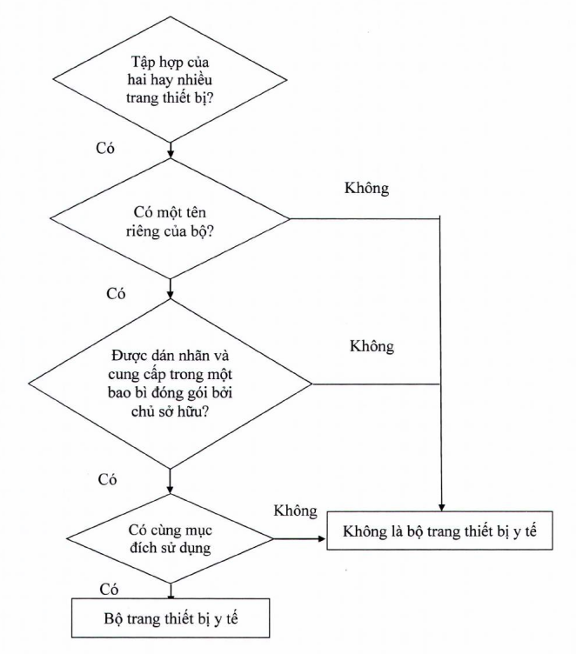 Tập hợp của
hai hay nhiều
trang thiết bị?
Có
Không
Có một tên
riêng của bộ?
Có
Không
Được dán nhãn và
cung cấp trong một
bao bì đóng gói bởi
chủ sở hữu?
Có
Không
Có cùng mục
đích sử dụng
Không là bộ trang thiết bị y tế
Có
Bộ trang thiết bị y tế